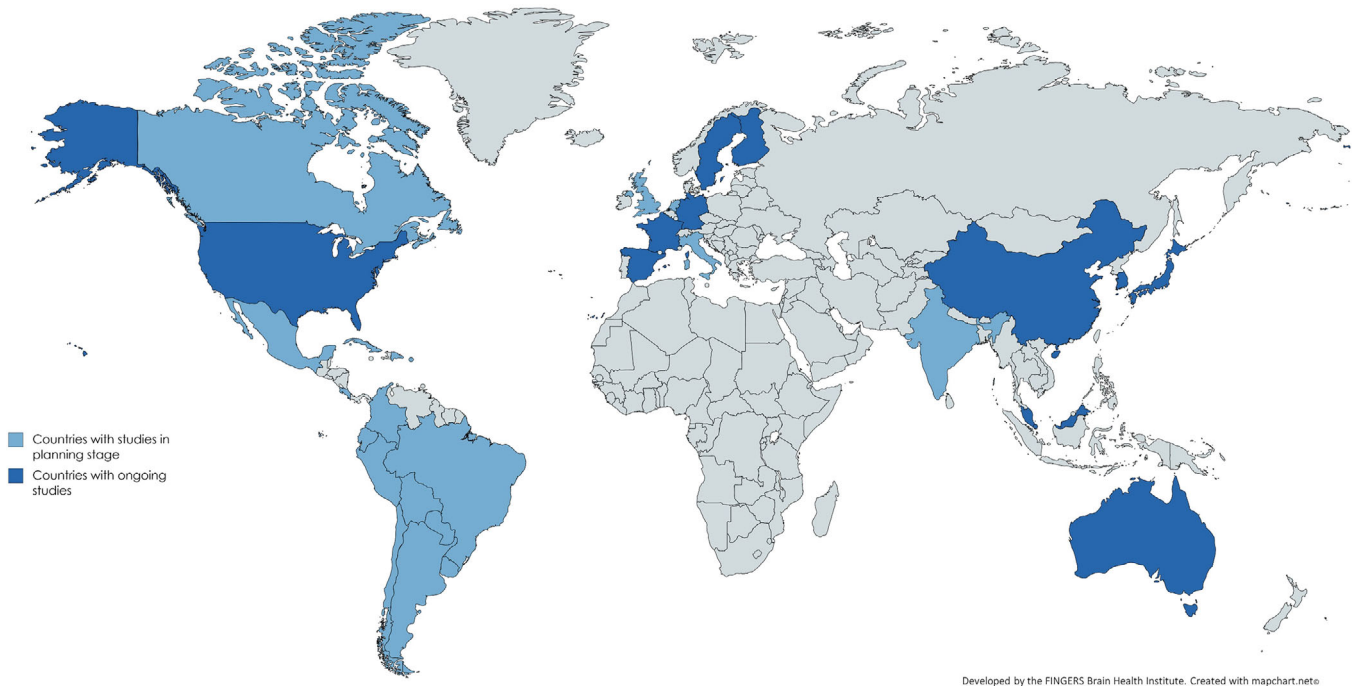 Countries with studies in
planning stage
Countries with ongoing
studies
Developed by the FINGERS Brain Health Institute. Created with mapchart.net©